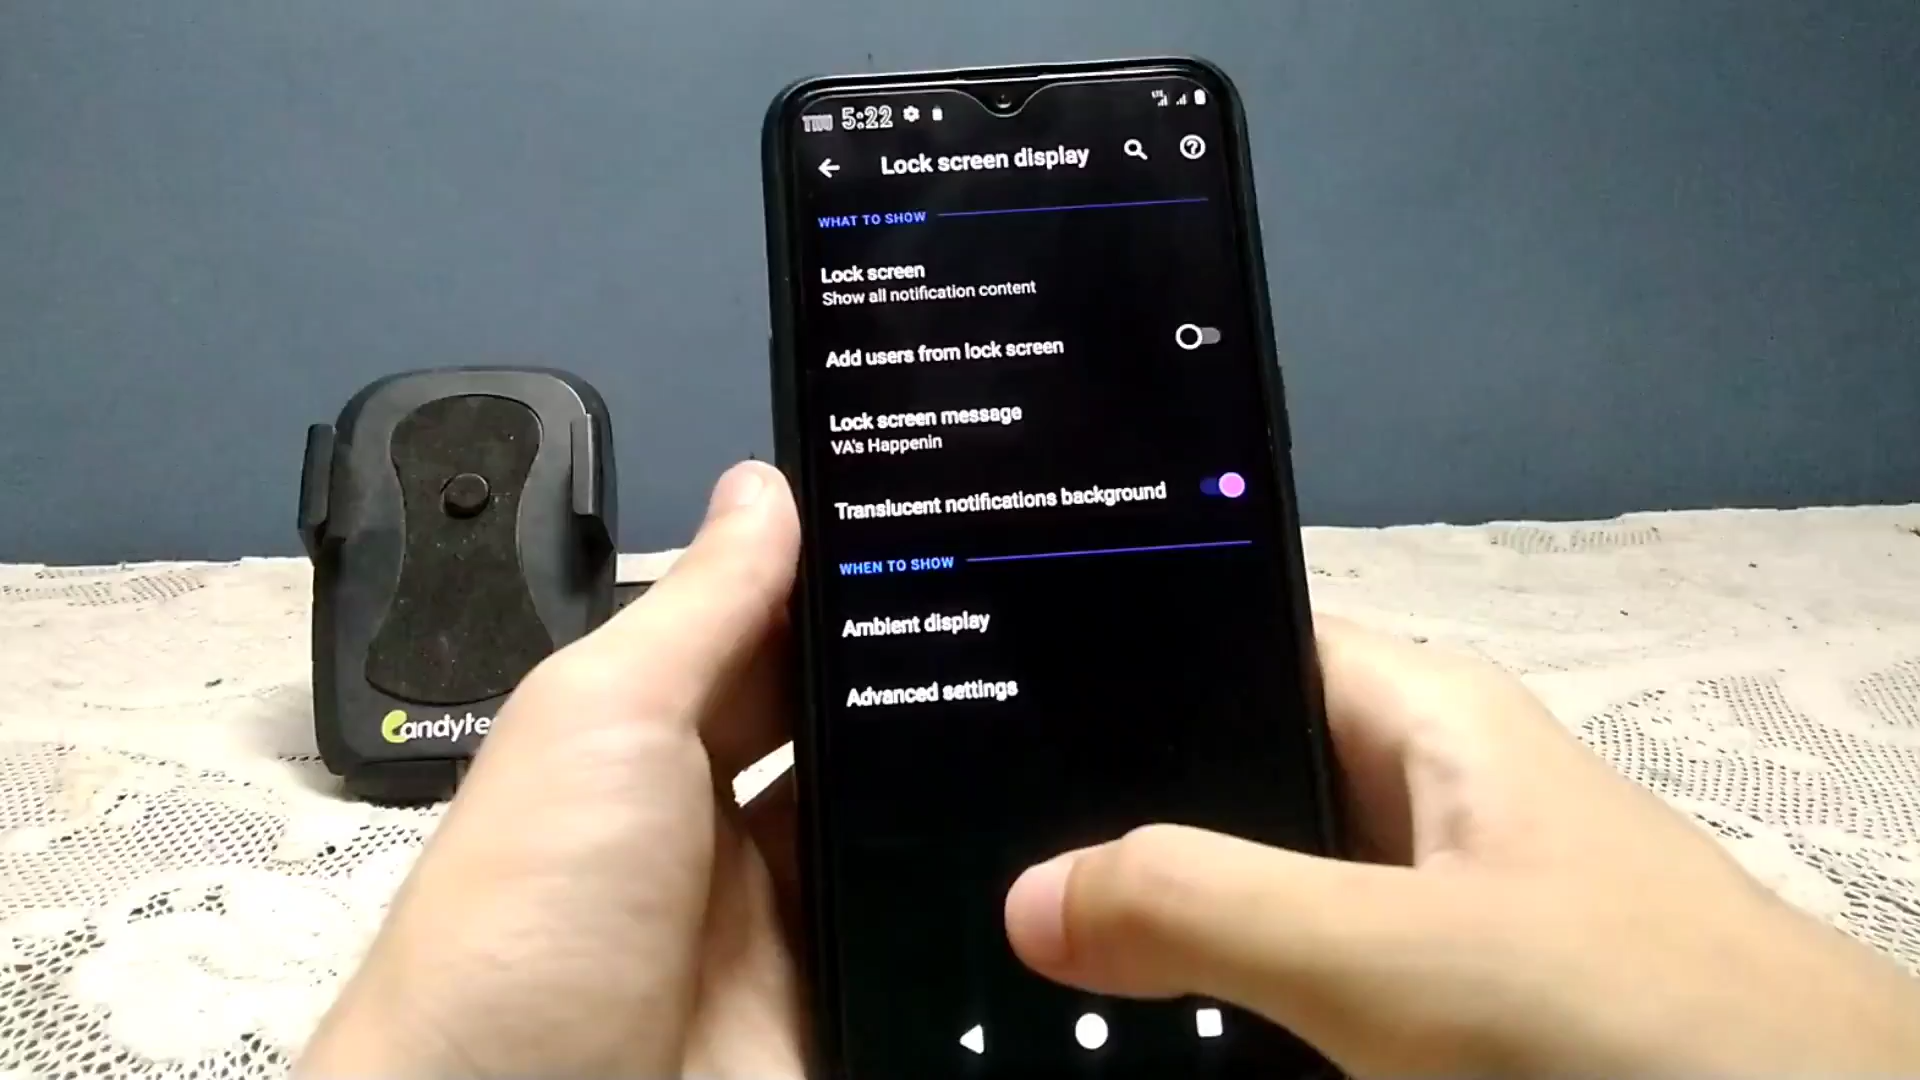 THU 5:22
Lock screen display
WHAT TO SHOW
Lock screen
Show all notification content
Add users from lock screen
Lock screen message
VA's Happenin
Translucent notifications background
WHEN TO SHOW
Ambient display
Advanced settings